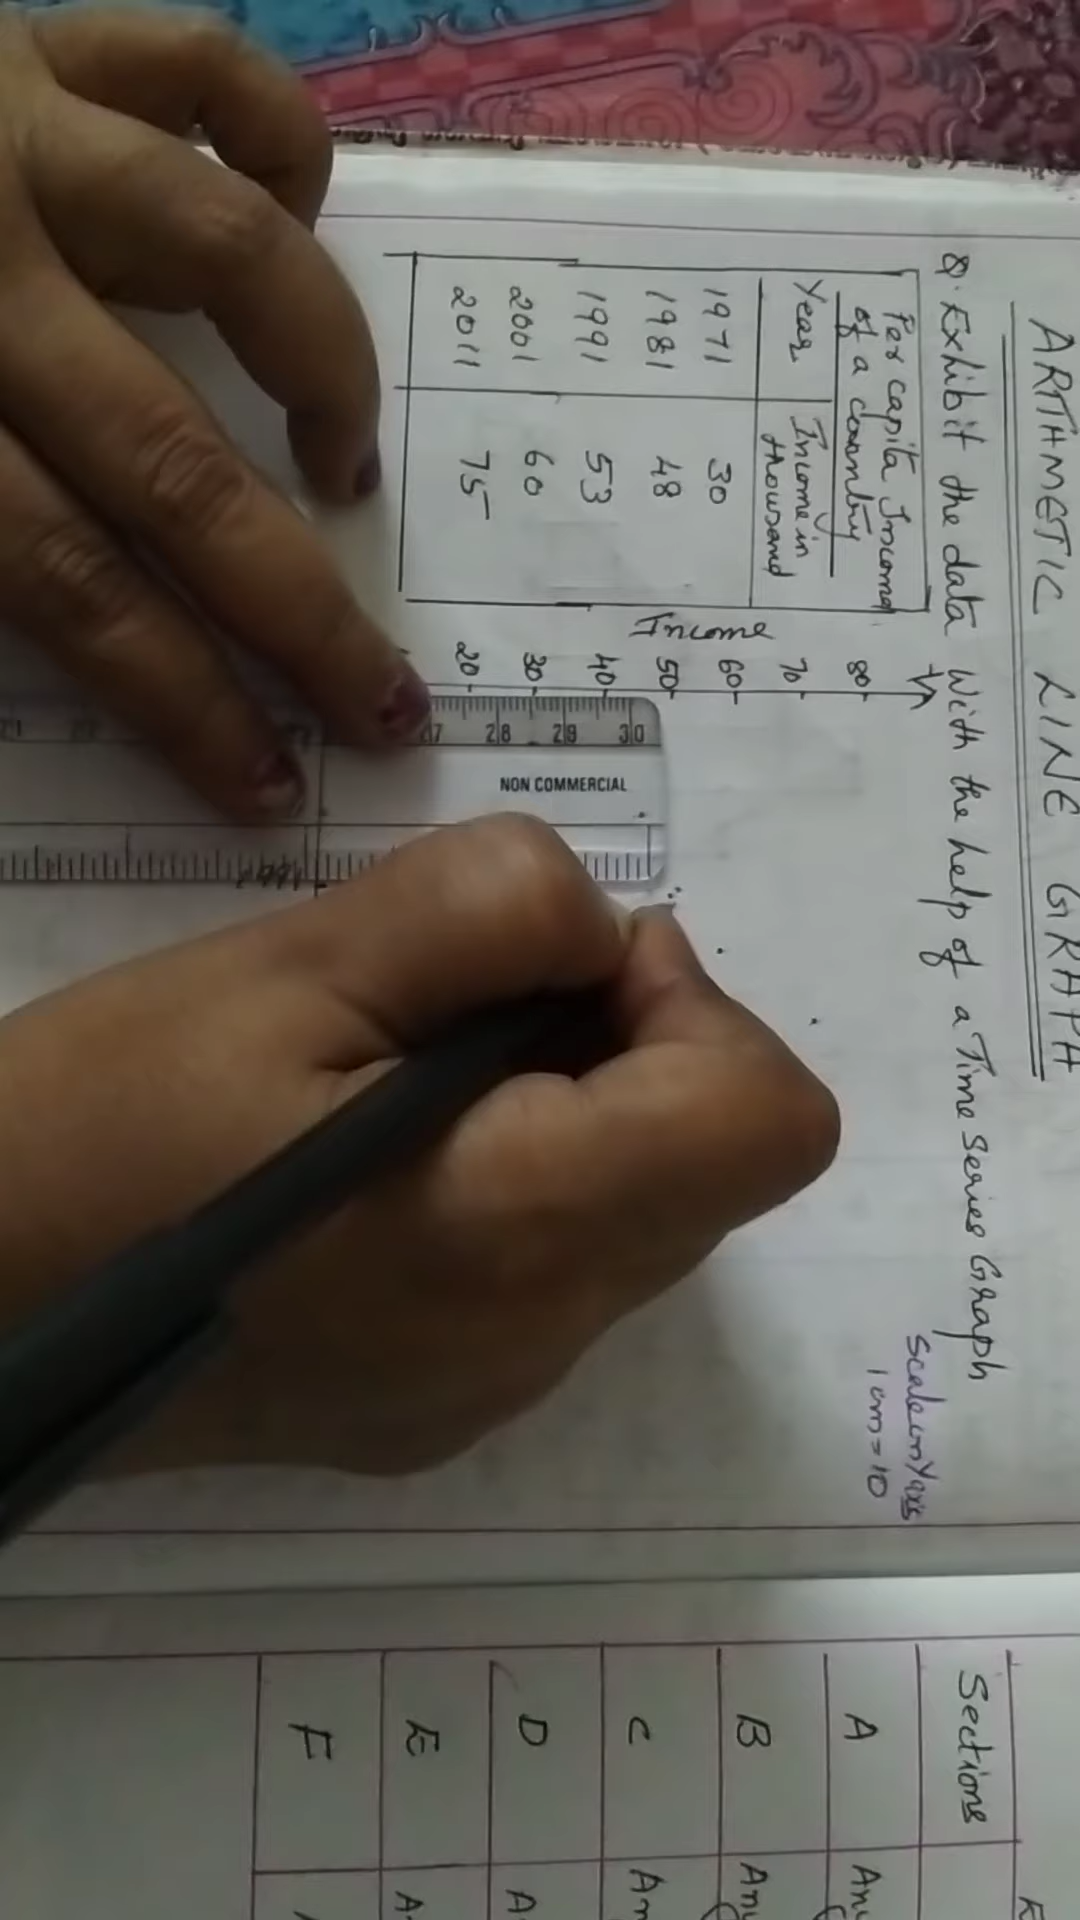 ARTHMETIC LINE GRAPH
Q. Exhibit the data With the help of a Time Series Graph
Per capita Income
of a country
Year Income in
thousand
1971 30
1981 48
1991 53
2001 60
2011 75
Scale on Y axis
1 cm = 10
Income
80
70
60
50
40
30
20
27 28 29 30
NON COMMERCIAL
Sections
A
B
C
D
E
F